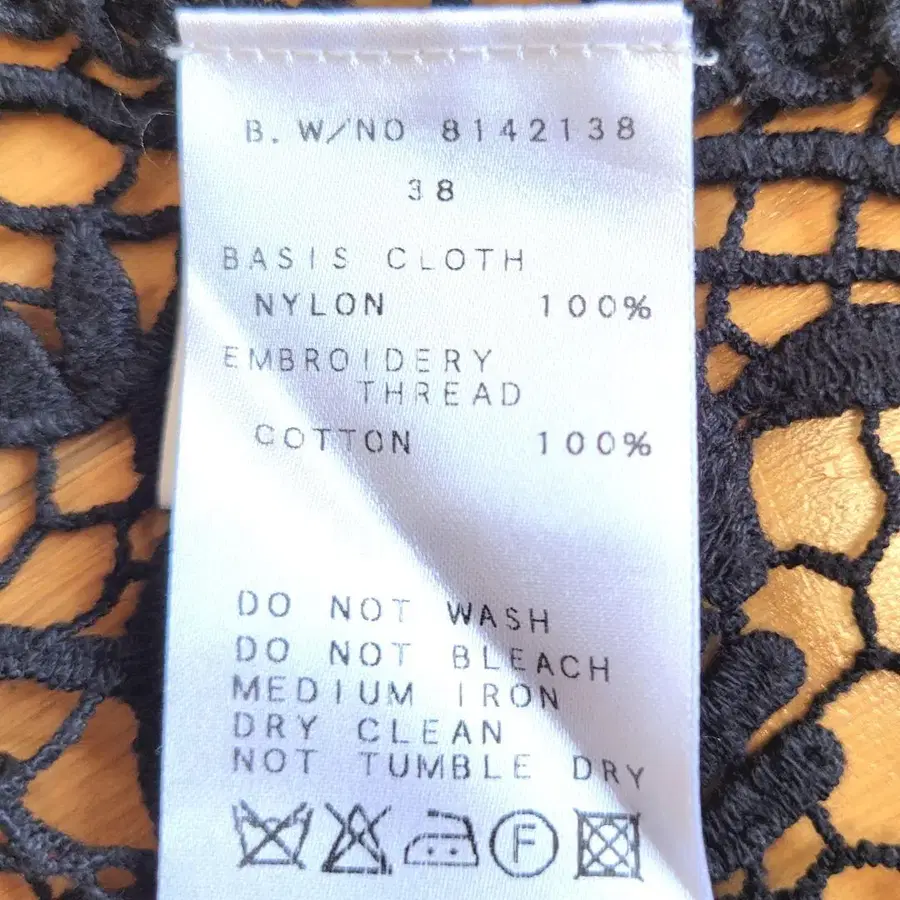 B. W/NO 8142138
38
BASIS CLOTH
NYLON 100%
EMBROIDERY
THREAD
COTTON 100%
DO NOT WASH
DO NOT BLEACH
MEDIUM IRON
DRY CLEAN
NOT TUMBLE DRY
F